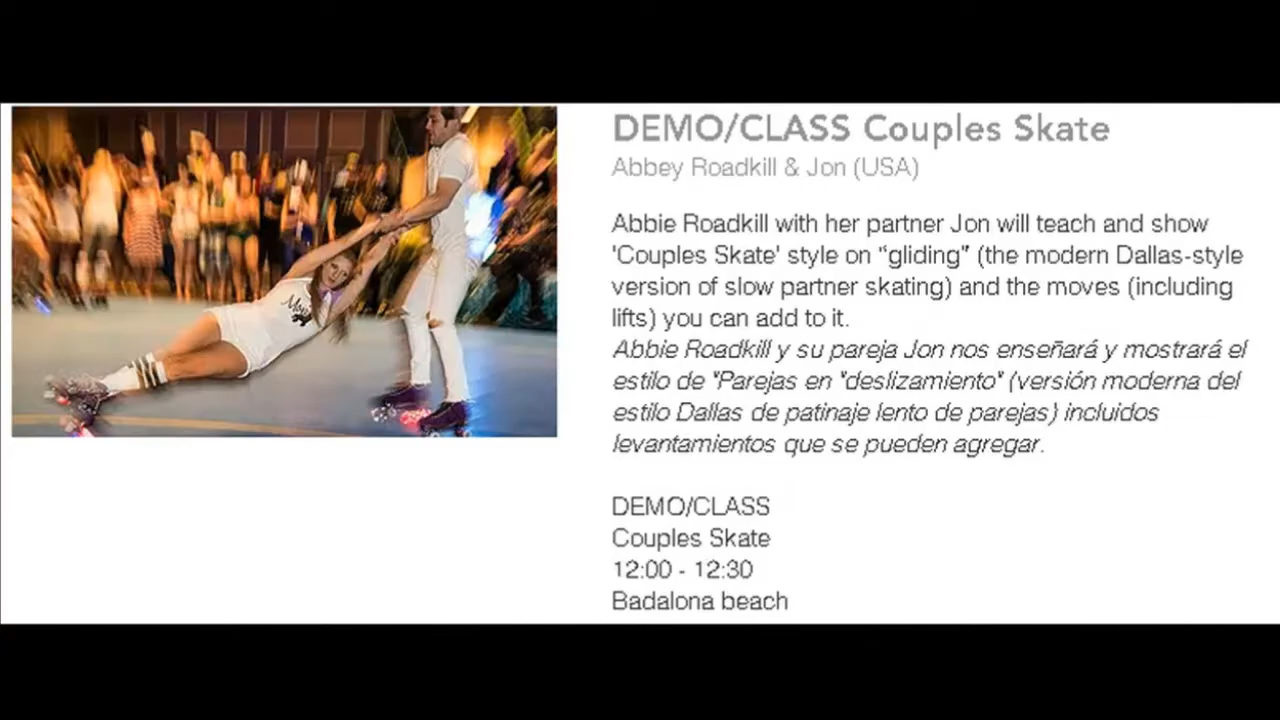 DEMO/CLASS Couples Skate
Abbey Roadkill & Jon (USA)
Abbie Roadkill with her partner Jon will teach and show
'Couples Skate' style on "gliding" (the modern Dallas-style
version of slow partner skating) and the moves (including
lifts) you can add to it.
Abbie Roadkill y su pareja Jon nos enseñará y mostrará el
estilo de "Parejas en "deslizamiento" (versión moderna del
estilo Dallas de patinaje lento de parejas) incluidos
levantamientos que se pueden agregar.
DEMO/CLASS
Couples Skate
12:00 - 12:30
Badalona beach